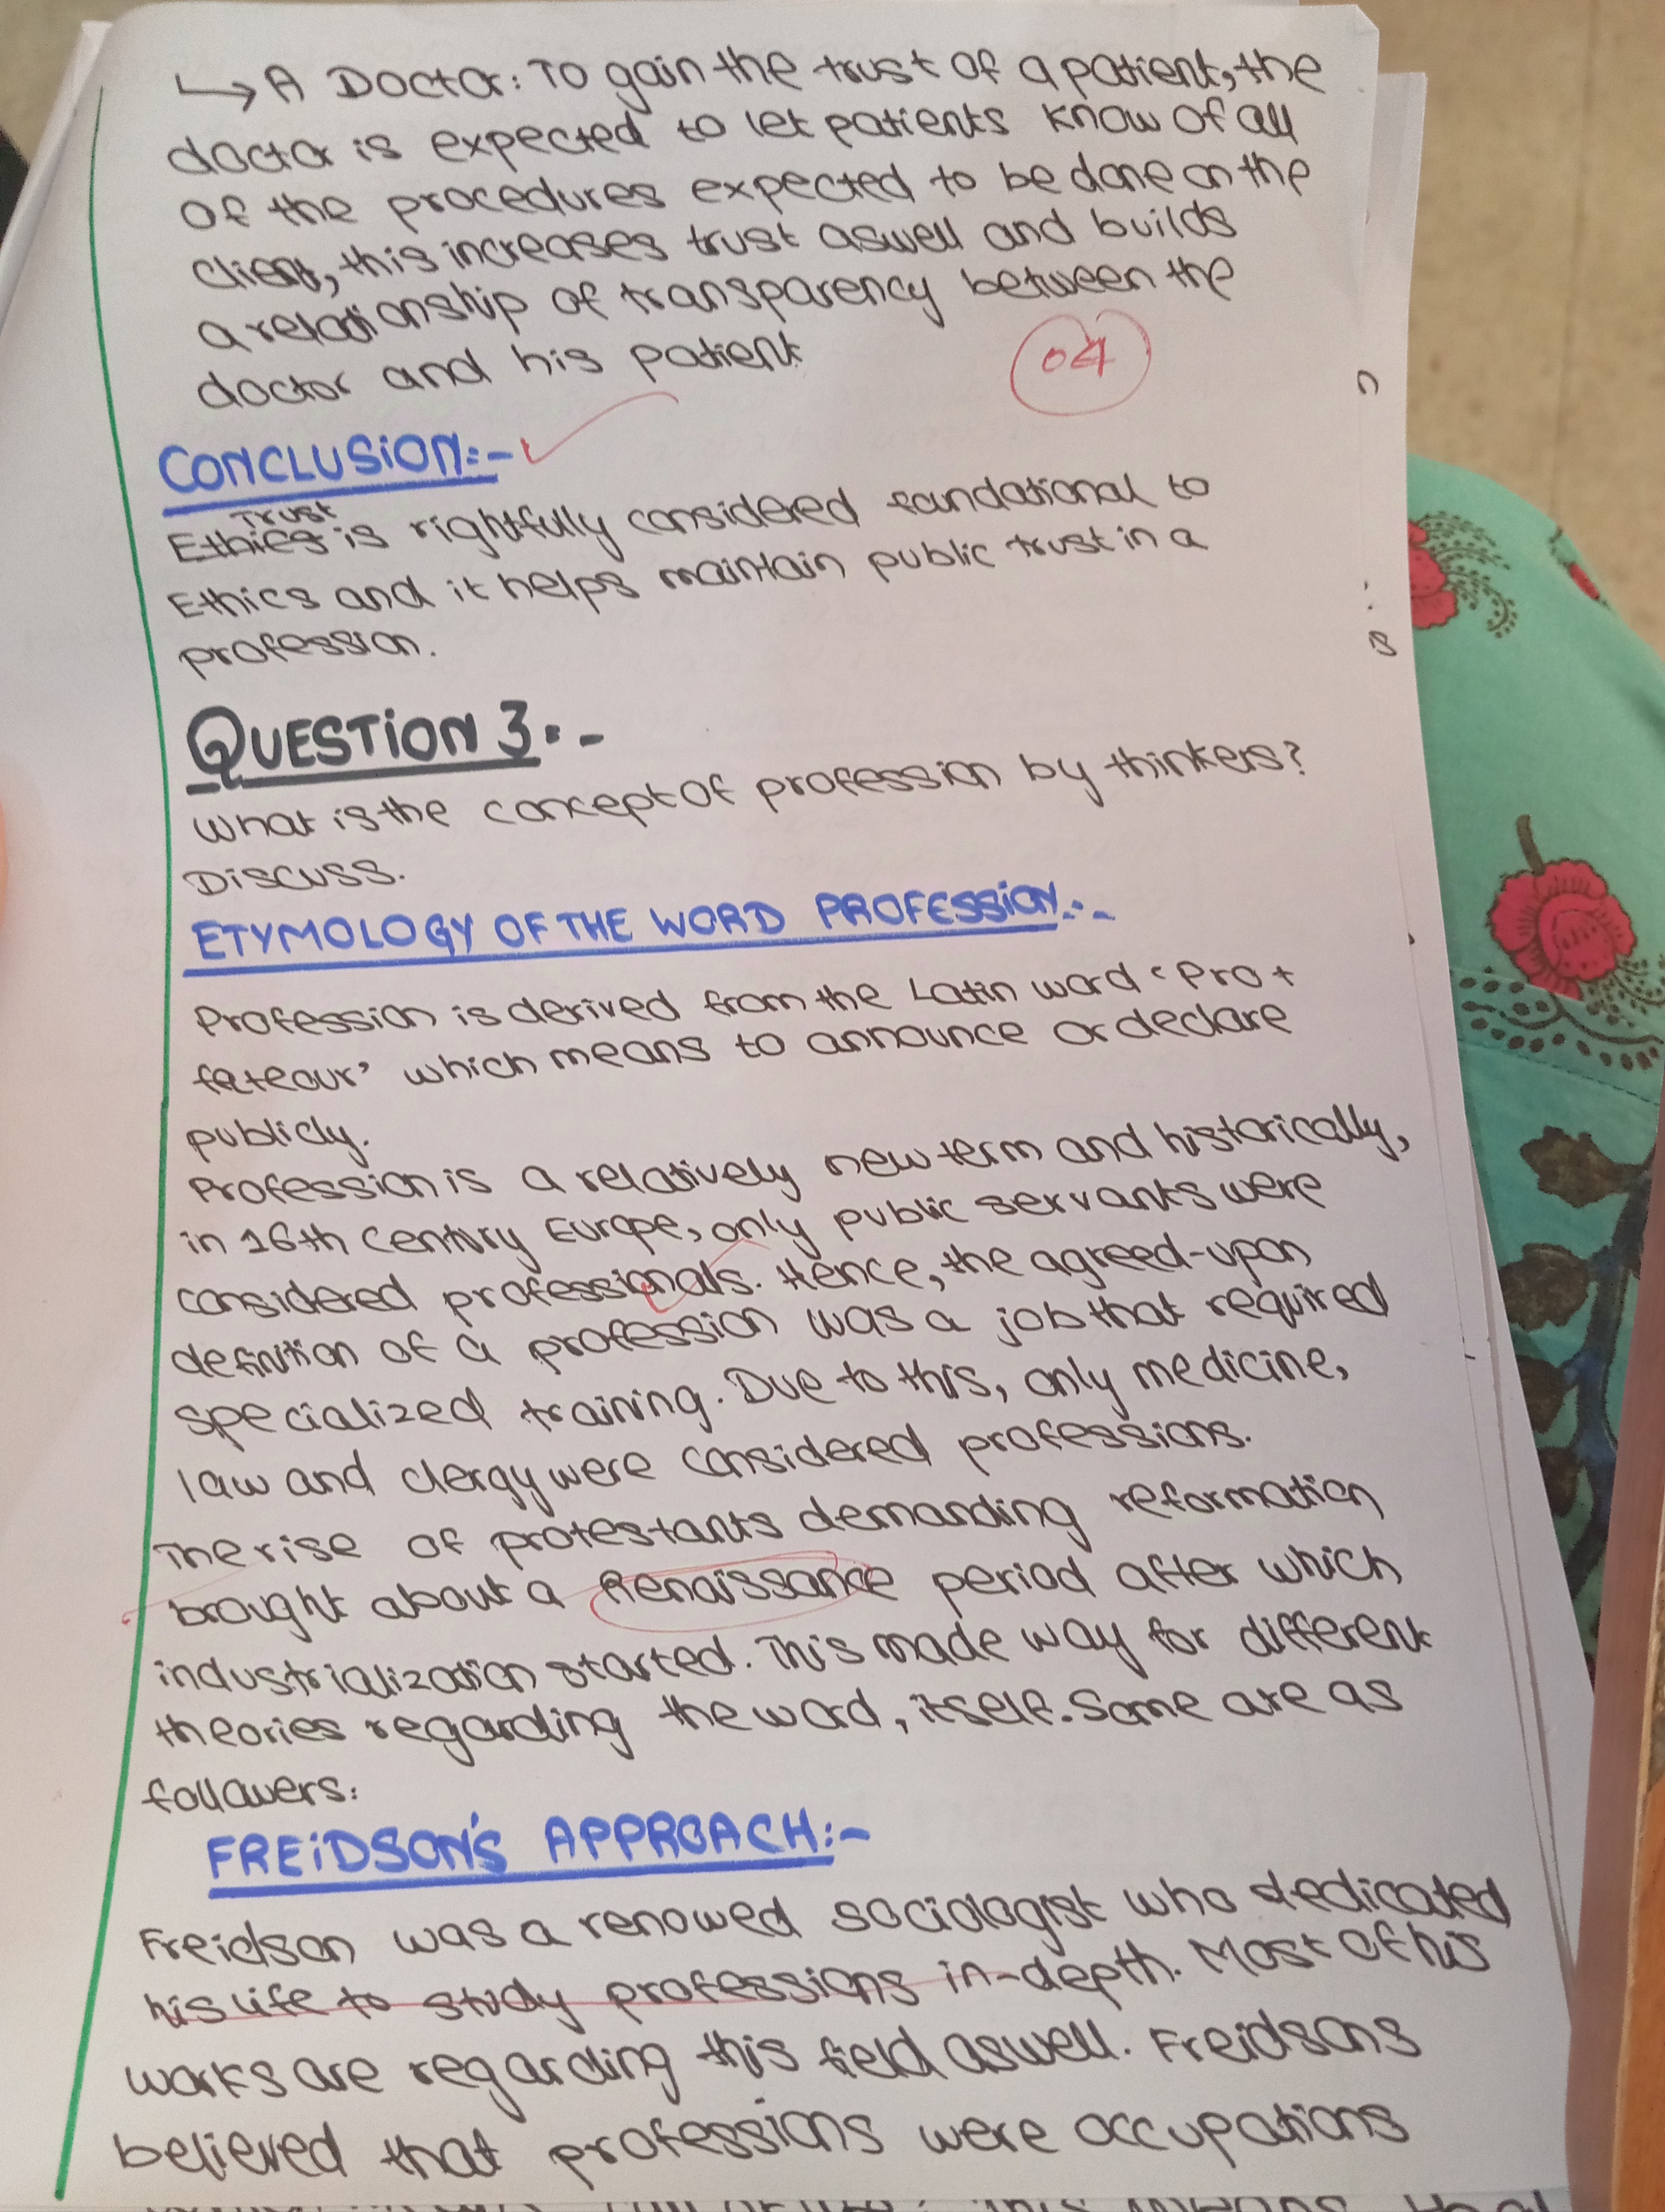 ↳ A Doctor: To gain the trust of a patient, the
doctor is expected to let patients know of all
of the procedures expected to be done on the
client, this increases trust aswell and builds
a relationship of transparency between the
doctor and his patient
04
CONCLUSION:-
Trust
Ethics is rightfully considered foundational to
Ethics and it helps maintain public trust in a
profession.
QUESTION 3:-
What is the concept of profession by thinkers?
Discuss.
ETYMOLOGY OF THE WORD PROFESSION:-
Profession is derived from the Latin word 'Pro +
fateour' which means to announce or declare
publicly.
Profession is a relatively new term and historically,
in 16th Century Europe, only public servants were
considered professionals. Hence, the agreed-upon
definition of a profession was a job that required
specialized training. Due to this, only medicine,
law and clergy were considered professions.
The rise of protestants demanding reformation
brought about a Renaissance period after which
industrialization started. This made way for different
theories regarding the word, itself. Some are as
followers:
FREIDSON'S APPROACH:-
Freidson was a renowed sociologist who dedicated
his life to study professions in-depth. Most of his
works are regarding this field aswell. Freidsons
believed that professions were occupations